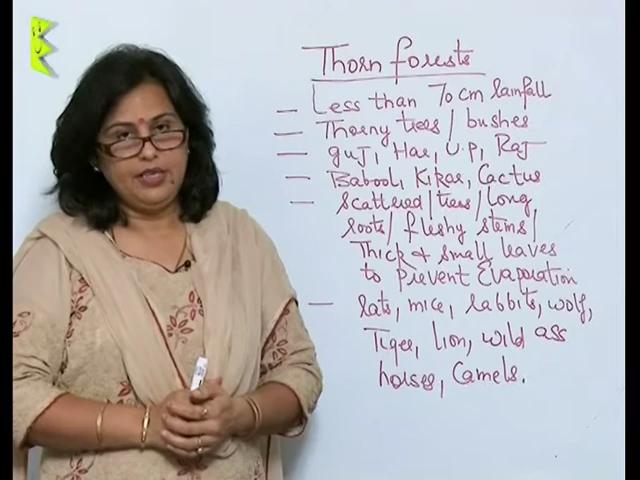 Thorn forests
— Less than 70 cm rainfall
— Thorny trees / bushes
— Guj, Har, U.P, Raj
— Babool, Kikar, Cactus
— Scattered / trees / Long
roots / fleshy stems /
Thick & small leaves
to Prevent Evaporation
— Rats, mice, rabbits, wolf,
Tiger, lion, wild ass
horses, Camels.